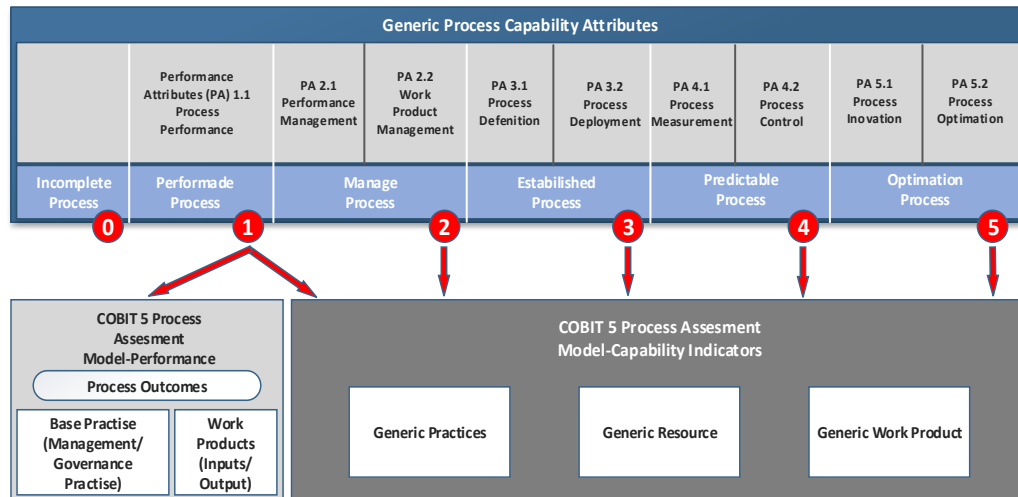 Generic Process Capability Attributes
Performance
Attributes (PA) 1.1
Process
Performance
PA 2.1
Performance
Management
PA 2.2
Work
Product
Management
PA 3.1
Process
Defenition
PA 3.2
Process
Deployment
PA 4.1
Process
Measurement
PA 4.2
Process
Control
PA 5.1
Process
Inovation
PA 5.2
Process
Optimation
Incomplete
Process
Performade
Process
Manage
Process
Estabilished
Process
Predictable
Process
Optimation
Process
0
1
2
3
4
5
COBIT 5 Process
Assesment
Model-Performance
Process Outcomes
Base Practise
(Management/
Governance
Practise)
Work
Products
(Inputs/
Output)
COBIT 5 Process Assesment
Model-Capability Indicators
Generic Practices
Generic Resource
Generic Work Product